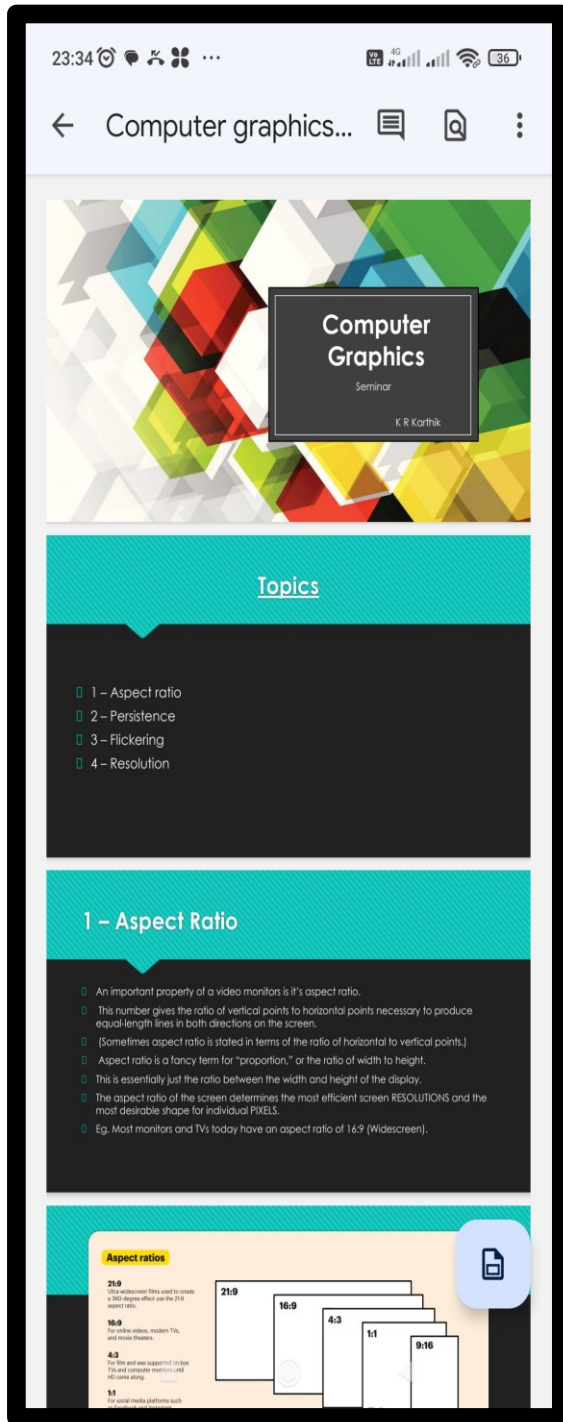 23:34
Vo
LTE
4G
36
Computer graphics...
Computer
Graphics
Seminar
K R Karthik
Topics
1 – Aspect ratio
2 – Persistence
3 – Flickering
4 – Resolution
1 – Aspect Ratio
An important property of a video monitors is it's aspect ratio.
This number gives the ratio of vertical points to horizontal points necessary to produce
equal-length lines in both directions on the screen.
(Sometimes aspect ratio is stated in terms of the ratio of horizontal to vertical points.)
Aspect ratio is a fancy term for "proportion," or the ratio of width to height.
This is essentially just the ratio between the width and height of the display.
The aspect ratio of the screen determines the most efficient screen RESOLUTIONS and the
most desirable shape for individual PIXELS.
Eg. Most monitors and TVs today have an aspect ratio of 16:9 (Widescreen).
Aspect ratios
21:9
Ultra-widescreen films used to create
a 360-degree effect use the 21:9
aspect ratio.
16:9
For online videos, modern TVs,
and movie theaters.
4:3
For film and was supported on box
TVs and computer monitors until
HD came along.
1:1
For social media platforms such
as Facebook and Instagram
21:9
16:9
4:3
1:1
9:16